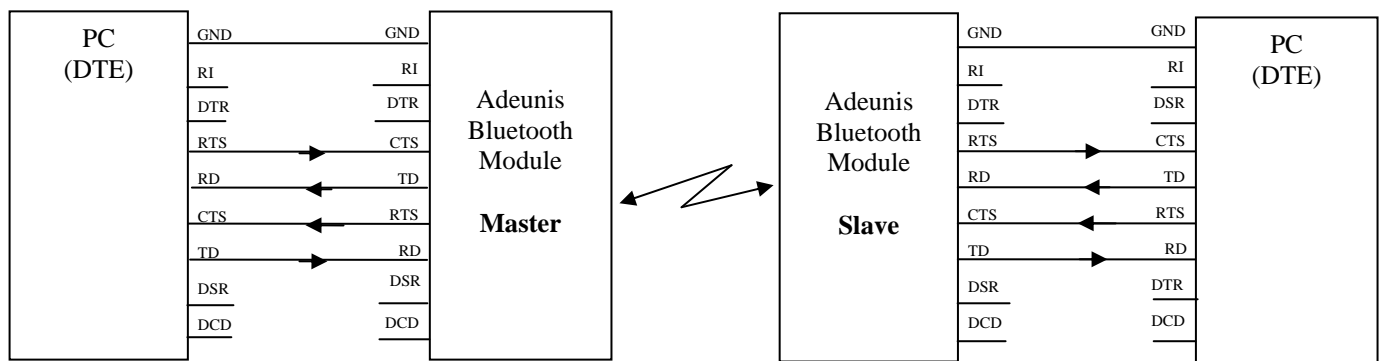 PC
(DTE)
GND
RI
DTR
RTS
RD
CTS
TD
DSR
DCD
GND
RI
DTR
CTS
TD
RTS
RD
DSR
DCD
Adeunis
Bluetooth
Module
Master
Adeunis
Bluetooth
Module
Slave
GND
RI
DTR
RTS
RD
CTS
TD
DSR
DCD
GND
RI
DSR
CTS
TD
RTS
RD
DTR
DCD
PC
(DTE)